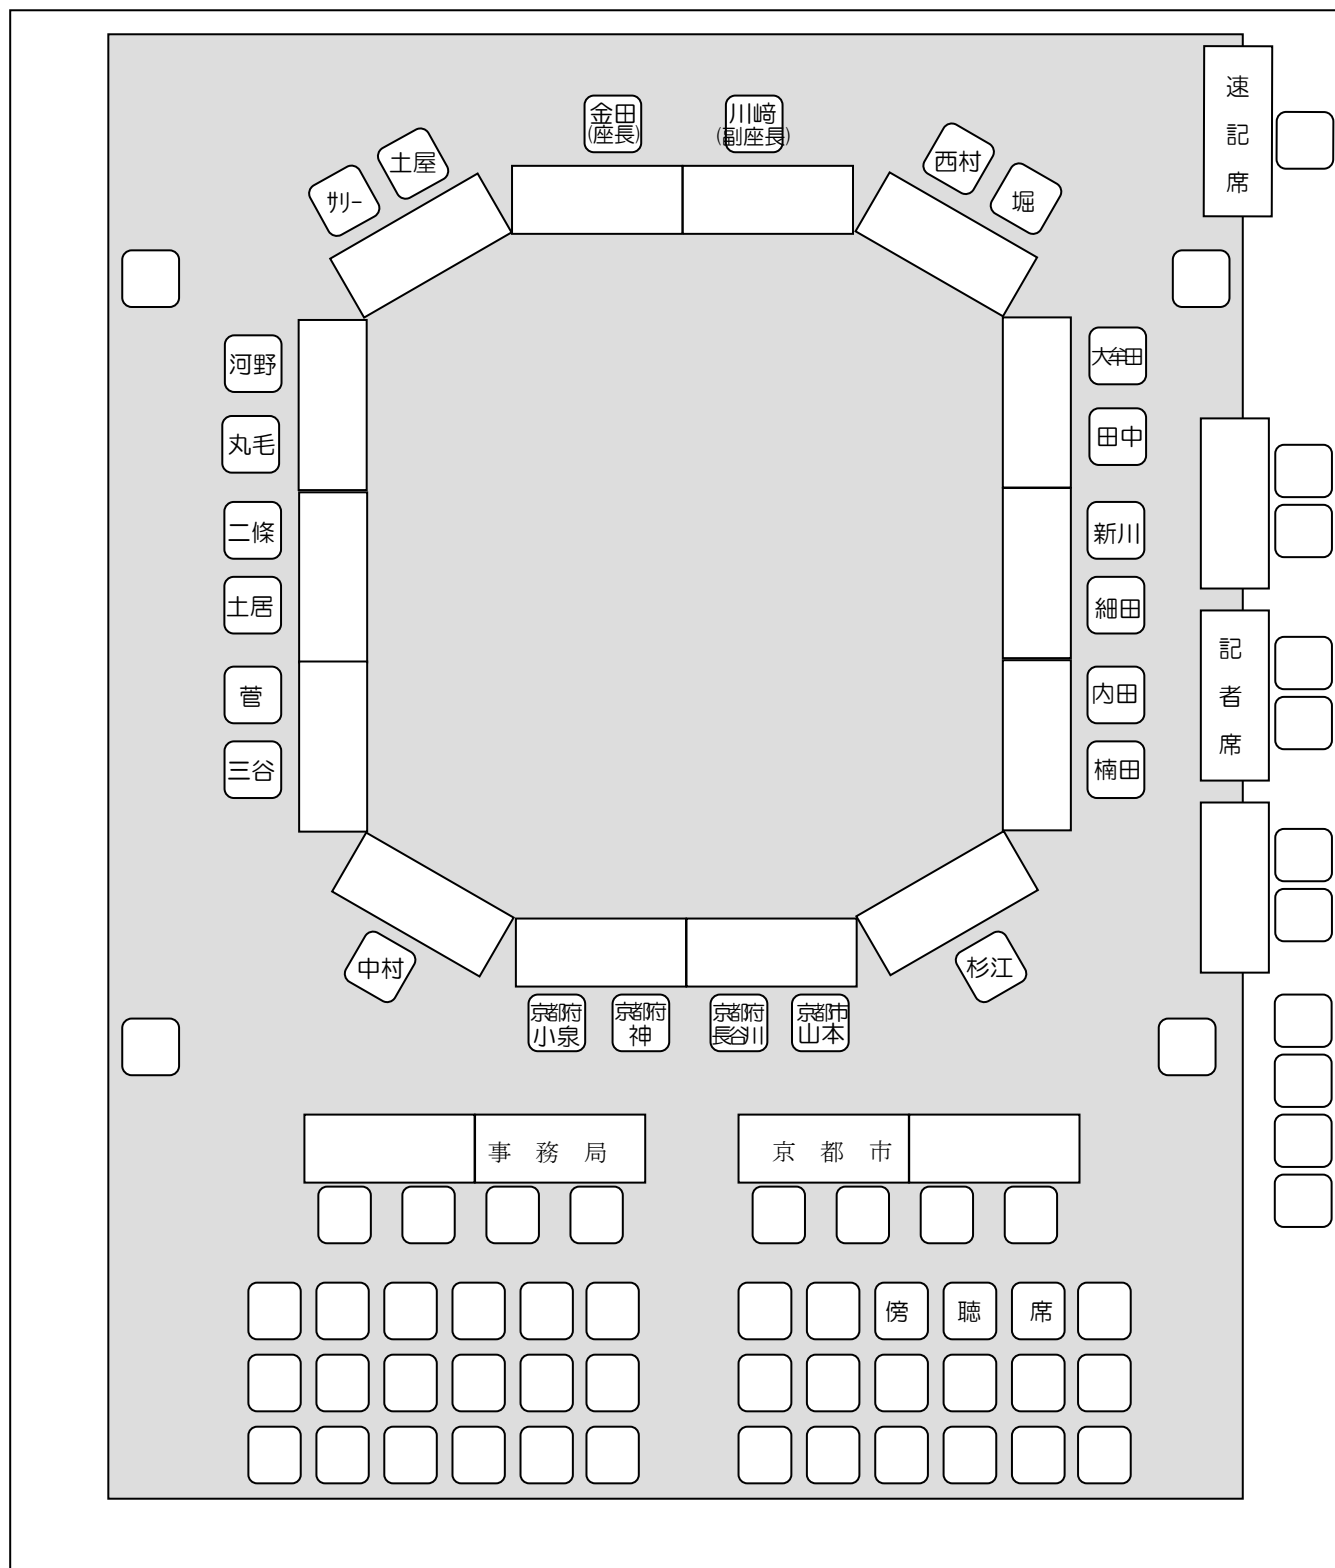 金田
(座長)
川﨑
(副座長)
速記席
土屋
ｻﾘｰ
西村
堀
河野
丸毛
二條
土居
菅
三谷
大牟田
田中
新川
細田
内田
楠田
記者席
中村
杉江
京都府
小泉
京都府
神
京都府
長谷川
京都市
山本
事務局
京都市
傍聴席